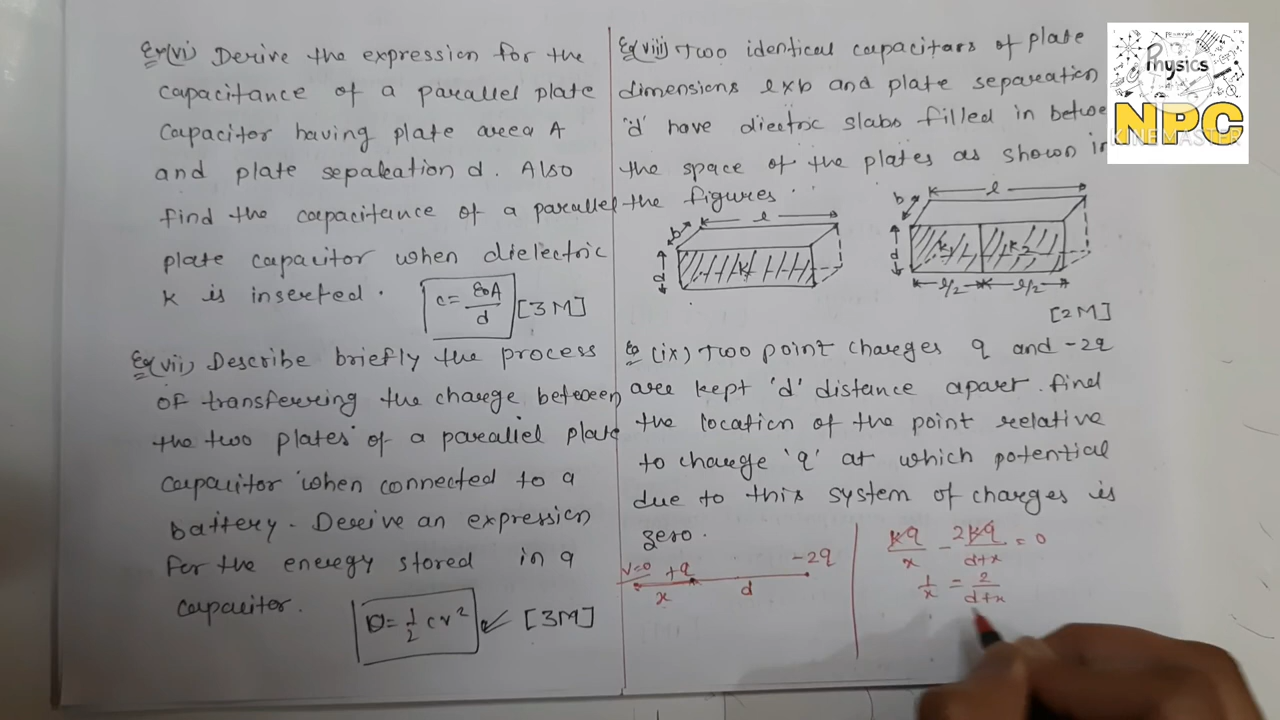 Ex(vi) Derive the expression for the
capacitance of a parallel plate
capacitor having plate area A
and plate sepalation d. Also
find the capacitance of a parallel
plate capacitor when dielectric
K is inserted.
C = ε0A/d [3M]
Ex(vii) Describe briefly the process
of transferring the charge between
the two plates of a parallel plate
capacitor when connected to a
battery. Derive an expression
for the energy stored in a
capacitor.
U = 1/2 cv² [3M]
Ex(viii) Two identical capacitors of plate
dimensions l×b and plate separation
'd' have dielctric slabs filled in betwe
the space of the plates as shown in
the figures
b l
d K
b l
d K1 K2
l/2 l/2
[2M]
(ix) Two point charges q and -2q
are kept 'd' distance apart. find
the location of the point relative
to charge 'q' at which potential
due to this system of charges is
zero.
V=0 +q -2q
x d
kq/x - 2kq/d+x = 0
1/x = 2/d+x
Physics
NPC
KINEMASTER